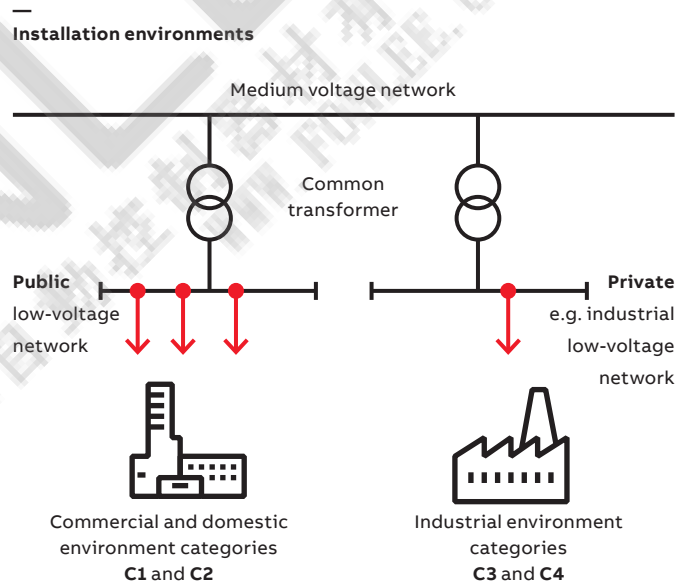 Installation environments
Medium voltage network
Common
transformer
Public
low-voltage
network
Private
e.g. industrial
low-voltage
network
Commercial and domestic
environment categories
C1 and C2
Industrial environment
categories
C3 and C4